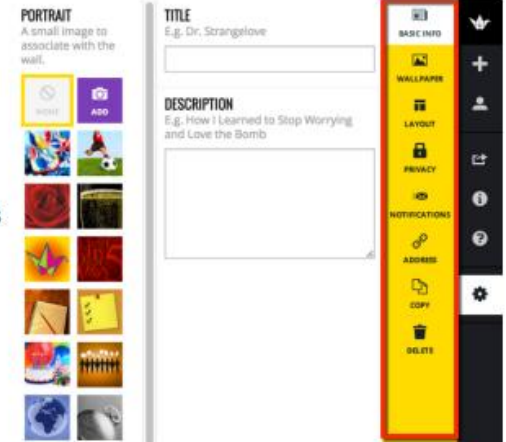 PORTRAIT
A small image to
associate with the
wall.
NONE
ADD
TITLE
E.g. Dr. Strangelove
DESCRIPTION
E.g. How I Learned to Stop Worrying
and Love the Bomb
BASIC INFO
WALLPAPER
LAYOUT
PRIVACY
NOTIFICATIONS
ADDRESS
COPY
DELETE